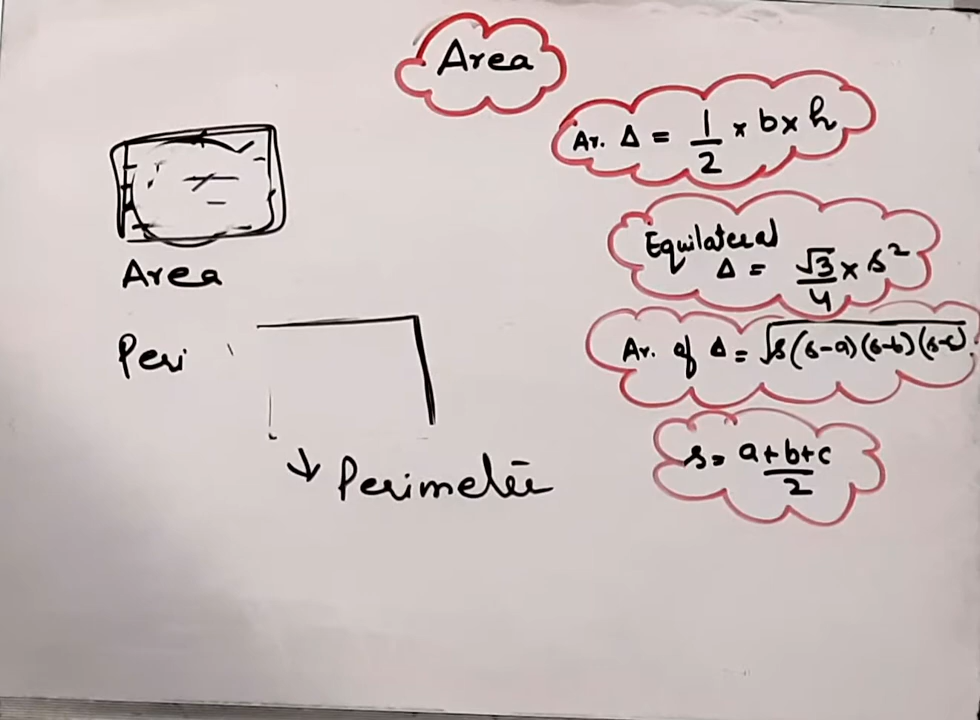 Area
Ar. Δ = 1/2 × b × h
Equilateral
Δ = √3/4 × s²
Area
Peri
Ar. of Δ = √s(s-a)(s-b)(s-c)
s = a+b+c/2
↓ Perimeter